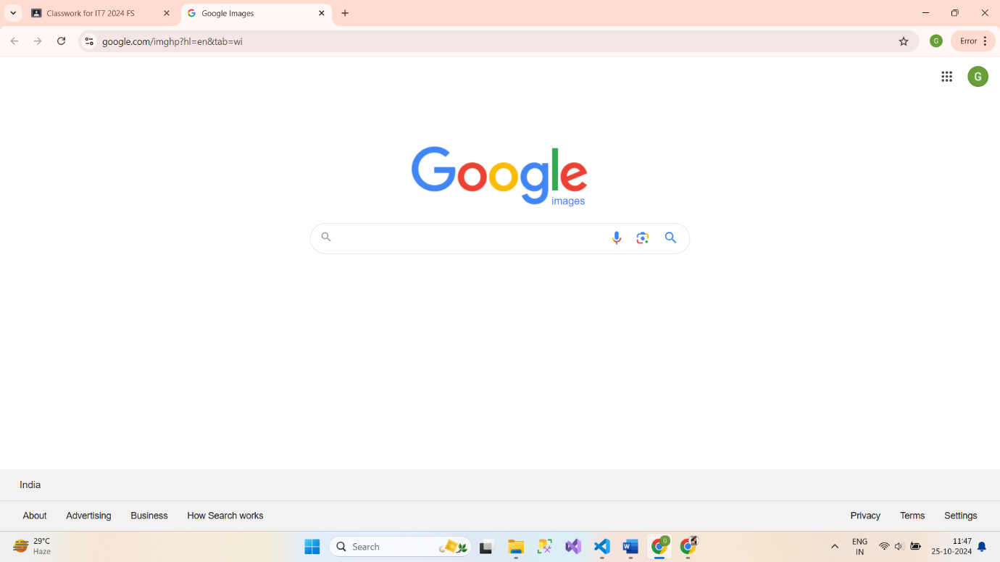 Classwork for IT7 2024 FS
Google Images
google.com/imghp?hl=en&tab=wi
G
Error
G
Google
images
India
About
Advertising
Business
How Search works
Privacy
Terms
Settings
29°C
Haze
Search
G
ENG
IN
11:47
25-10-2024